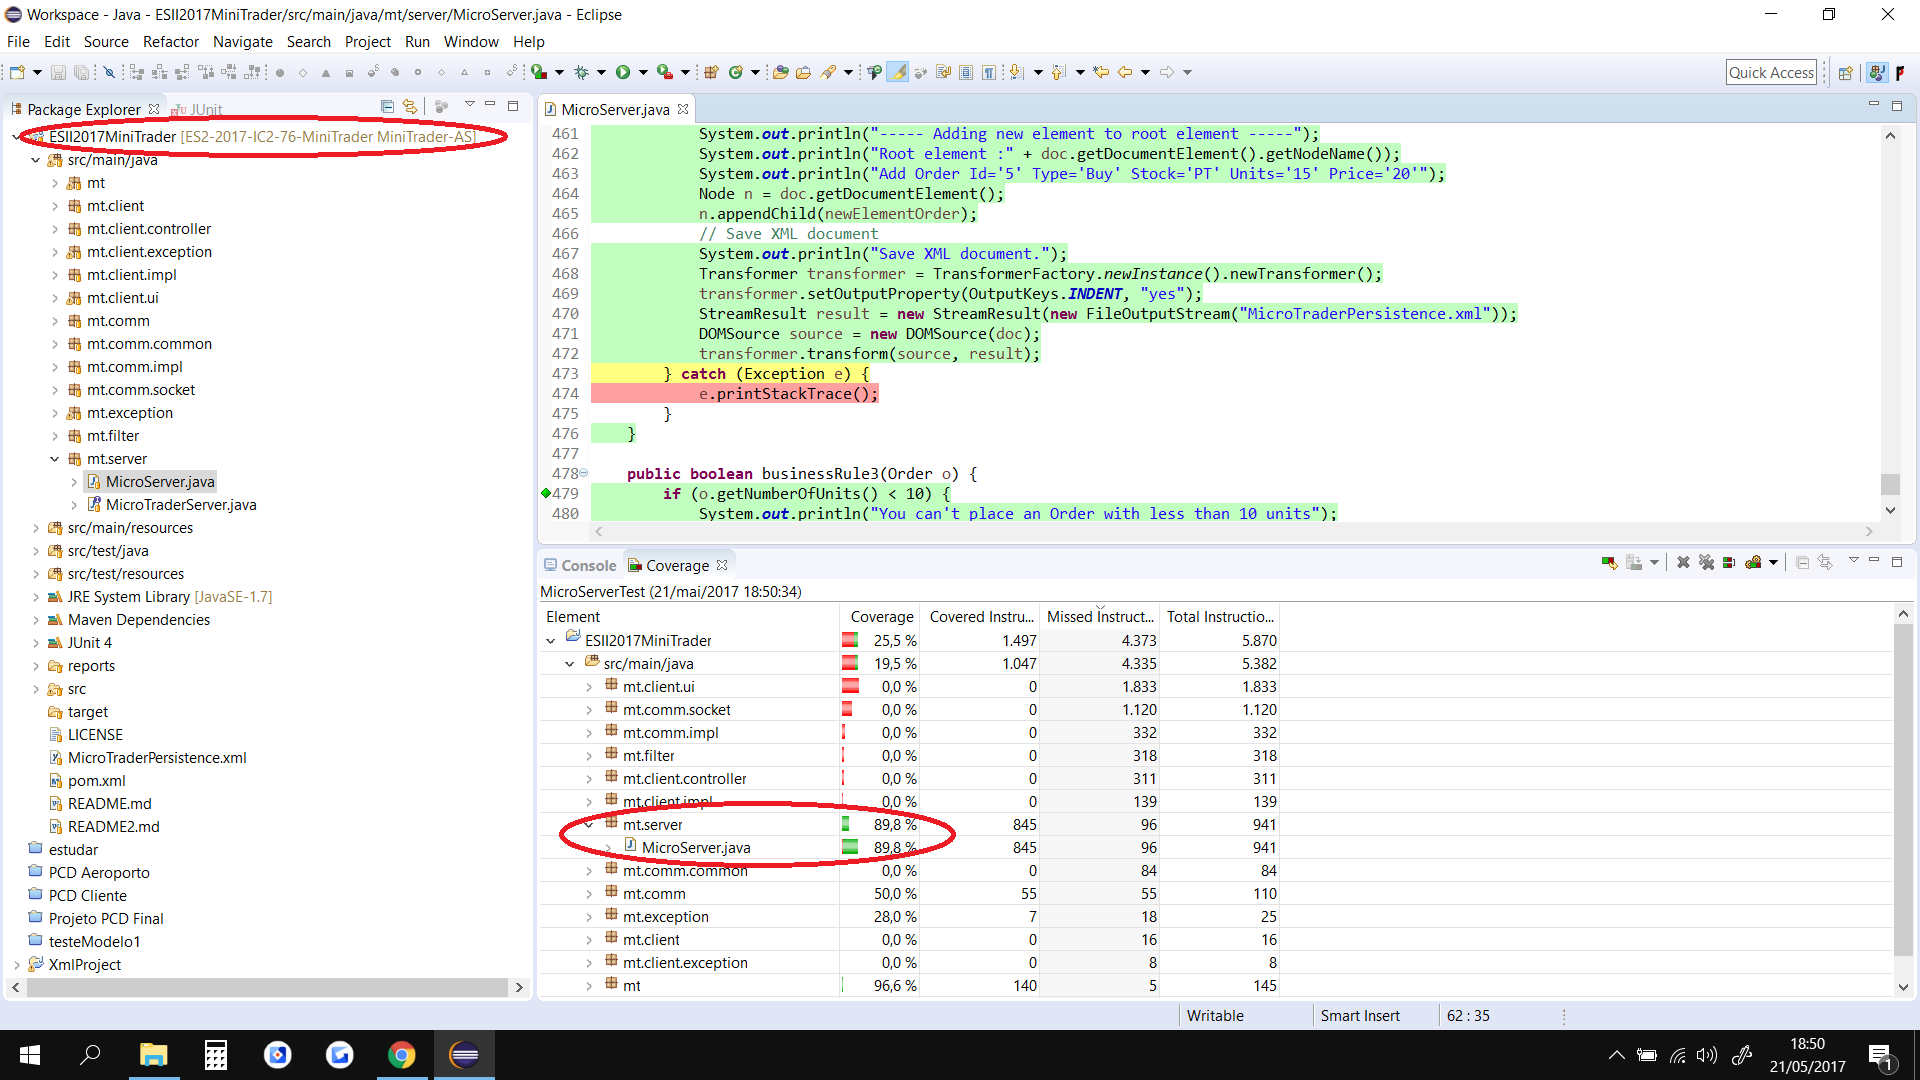 Workspace - Java - ESII2017MiniTrader/src/main/java/mt/server/MicroServer.java - Eclipse
File Edit Source Refactor Navigate Search Project Run Window Help
Quick Access
Package Explorer
JUnit
ESII2017MiniTrader [ES2-2017-IC2-76-MiniTrader MiniTrader-AS]
src/main/java
mt
mt.client
mt.client.controller
mt.client.exception
mt.client.impl
mt.client.ui
mt.comm
mt.comm.common
mt.comm.impl
mt.comm.socket
mt.exception
mt.filter
mt.server
MicroServer.java
MicroTraderServer.java
src/main/resources
src/test/java
src/test/resources
JRE System Library [JavaSE-1.7]
Maven Dependencies
JUnit 4
reports
src
target
LICENSE
MicroTraderPersistence.xml
pom.xml
README.md
README2.md
estudar
PCD Aeroporto
PCD Cliente
Projeto PCD Final
testeModelo1
XmlProject
MicroServer.java
461 System.out.println("----- Adding new element to root element -----");
462 System.out.println("Root element :" + doc.getDocumentElement().getNodeName());
463 System.out.println("Add Order Id='5' Type='Buy' Stock='PT' Units='15' Price='20'");
464 Node n = doc.getDocumentElement();
465 n.appendChild(newElementOrder);
466 // Save XML document
467 System.out.println("Save XML document.");
468 Transformer transformer = TransformerFactory.newInstance().newTransformer();
469 transformer.setOutputProperty(OutputKeys.INDENT, "yes");
470 StreamResult result = new StreamResult(new FileOutputStream("MicroTraderPersistence.xml"));
471 DOMSource source = new DOMSource(doc);
472 transformer.transform(source, result);
473 } catch (Exception e) {
474 e.printStackTrace();
475 }
476 }
477
478 public boolean businessRule3(Order o) {
479 if (o.getNumberOfUnits() < 10) {
480 System.out.println("You can't place an Order with less than 10 units");
Console
Coverage
MicroServerTest (21/mai/2017 18:50:34)
Element Coverage Covered Instru... Missed Instruct... Total Instructio...
ESII2017MiniTrader 25,5 % 1.497 4.373 5.870
src/main/java 19,5 % 1.047 4.335 5.382
mt.client.ui 0,0 % 0 1.833 1.833
mt.comm.socket 0,0 % 0 1.120 1.120
mt.comm.impl 0,0 % 0 332 332
mt.filter 0,0 % 0 318 318
mt.client.controller 0,0 % 0 311 311
mt.client.impl 0,0 % 0 139 139
mt.server 89,8 % 845 96 941
MicroServer.java 89,8 % 845 96 941
mt.comm.common 0,0 % 0 84 84
mt.comm 50,0 % 55 55 110
mt.exception 28,0 % 7 18 25
mt.client 0,0 % 0 16 16
mt.client.exception 0,0 % 0 8 8
mt 96,6 % 140 5 145
Writable Smart Insert 62 : 35
18:50
21/05/2017
1